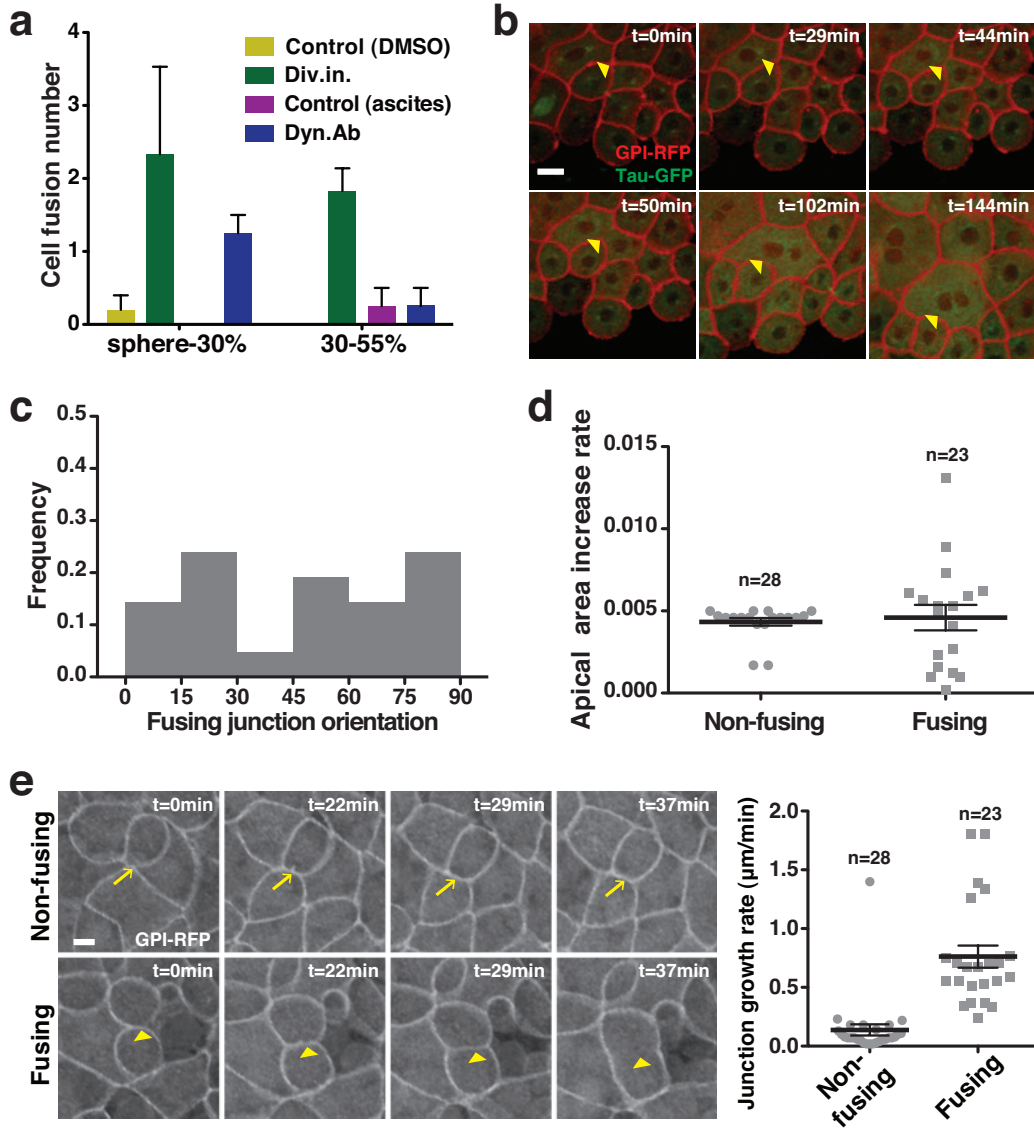 a
Cell fusion number
4
3
2
1
0
Control (DMSO)
Div.in.
Control (ascites)
Dyn.Ab
sphere-30%
30-55%
b
t=0min
t=29min
t=44min
GPI-RFP
Tau-GFP
t=50min
t=102min
t=144min
c
Frequency
0.5
0.4
0.3
0.2
0.1
0.0
0 15 30 45 60 75 90
Fusing junction orientation
d
Apical area increase rate
0.015
0.010
0.005
0.000
n=28
n=23
Non-fusing
Fusing
e
Non-fusing
t=0min
t=22min
t=29min
t=37min
GPI-RFP
Fusing
t=0min
t=22min
t=29min
t=37min
Junction growth rate (µm/min)
2.0
1.5
1.0
0.5
0.0
n=28
n=23
Non-
fusing
Fusing